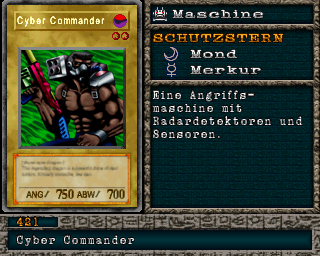 Cyber Commander
ANG/ 750 ABW/ 700
Maschine
SCHUTZSTERN
Mond
Merkur
Eine Angriffs-
maschine mit
Radardetektoren und
Sensoren.
421
Cyber Commander